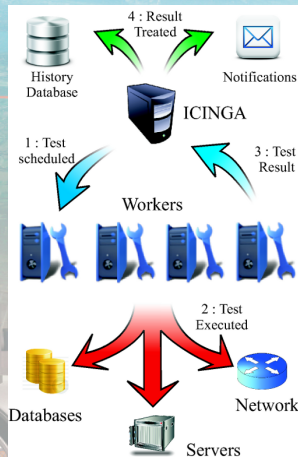 4 : Result
Treated
History
Database
Notifications
ICINGA
1 : Test
scheduled
3 : Test
Result
Workers
2 : Test
Executed
Databases
Network
Servers